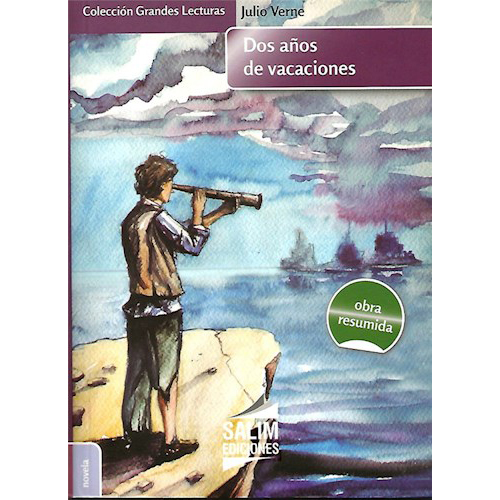 Colección Grandes Lecturas
Julio Verne
Dos años
de vacaciones
obra
resumida
SALIM
EDICIONES
novela